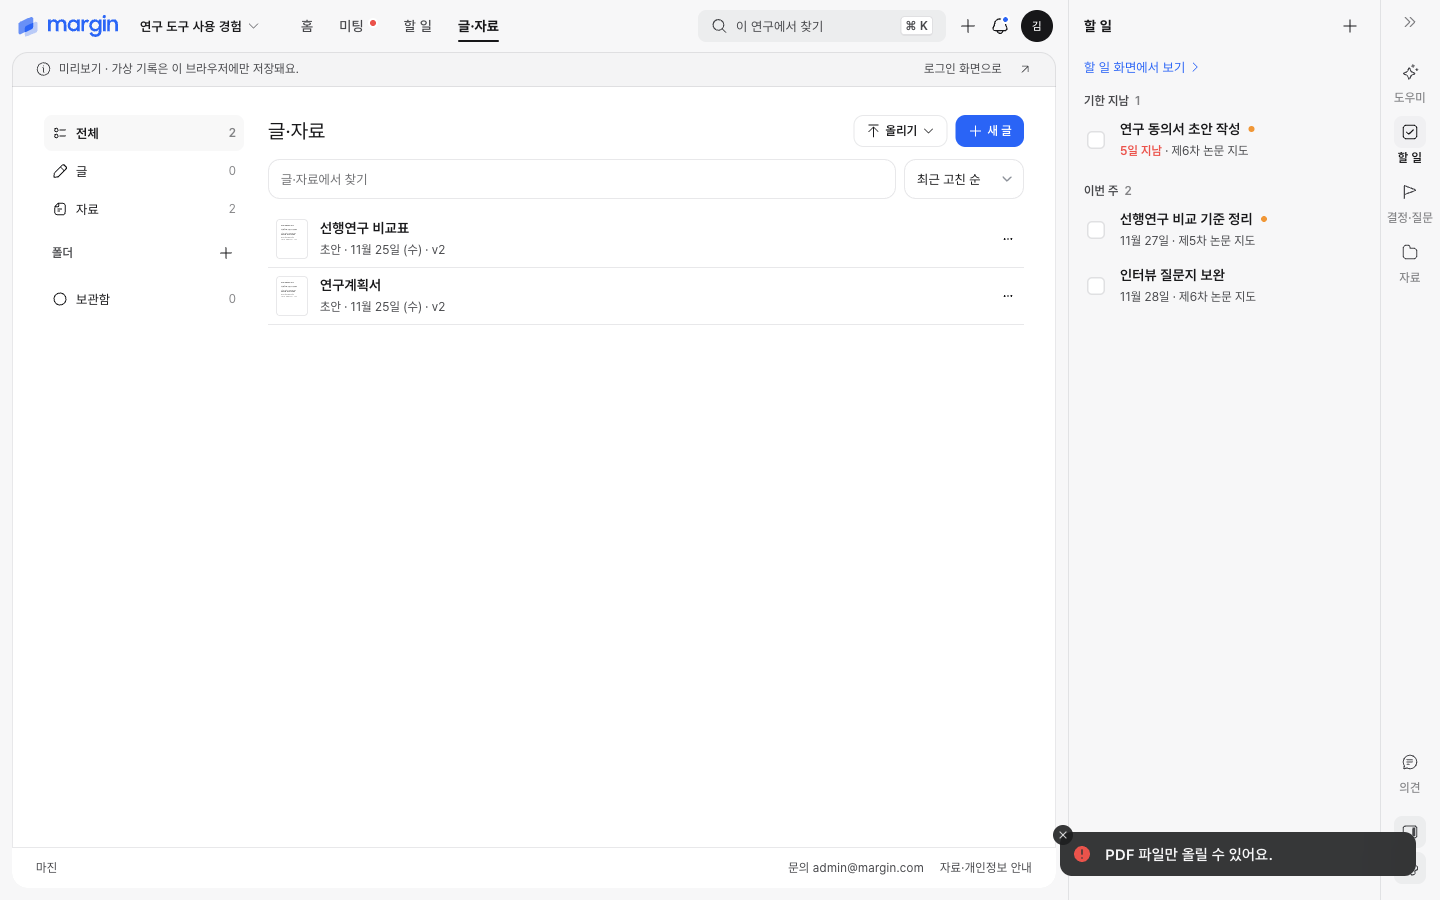 margin
연구 도구 사용 경험
홈
미팅
할 일
글·자료
이 연구에서 찾기
⌘ K
김
미리보기 · 가상 기록은 이 브라우저에만 저장돼요.
로그인 화면으로
전체 2
글 0
자료 2
폴더
보관함 0
글·자료
올리기
새 글
글·자료에서 찾기
최근 고친 순
선행연구 비교표
초안 · 11월 25일 (수) · v2
연구계획서
초안 · 11월 25일 (수) · v2
마진
문의 admin@margin.com
자료·개인정보 안내
할 일
할 일 화면에서 보기
기한 지남 1
연구 동의서 초안 작성
5일 지남 · 제6차 논문 지도
이번 주 2
선행연구 비교 기준 정리
11월 27일 · 제5차 논문 지도
인터뷰 질문지 보완
11월 28일 · 제6차 논문 지도
도우미
할 일
결정·질문
자료
의견
PDF 파일만 올릴 수 있어요.